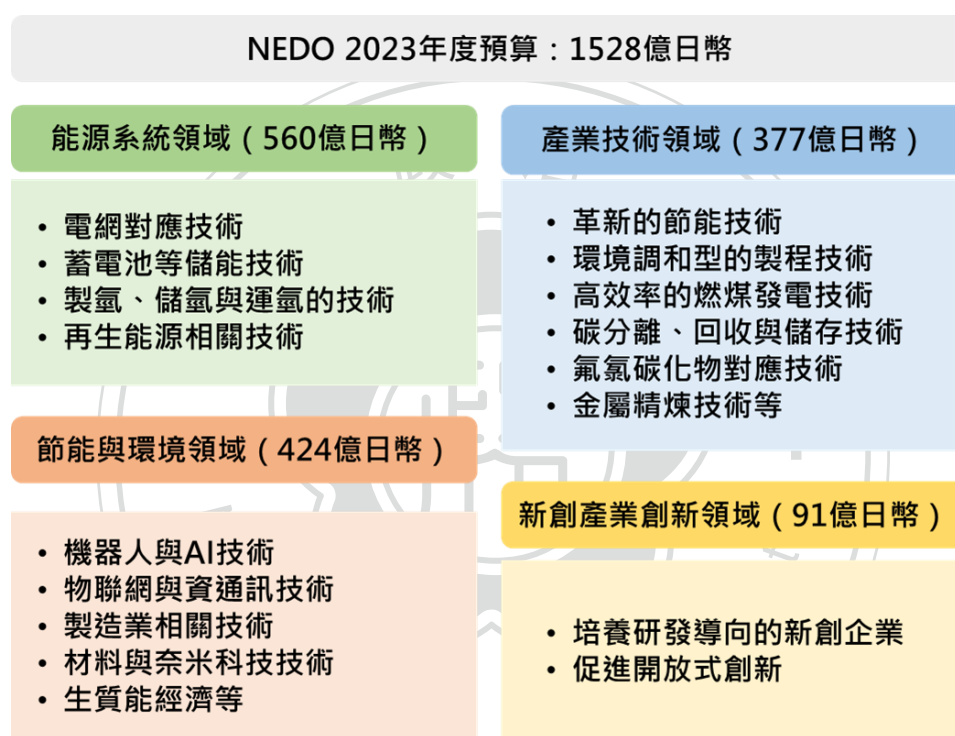 NEDO 2023年度預算：1528億日幣
能源系統領域（560億日幣）
• 電網對應技術
• 蓄電池等儲能技術
• 製氫、儲氫與運氫的技術
• 再生能源相關技術
產業技術領域（377億日幣）
• 革新的節能技術
• 環境調和型的製程技術
• 高效率的燃煤發電技術
• 碳分離、回收與儲存技術
• 氟氯碳化物對應技術
• 金屬精煉技術等
節能與環境領域（424億日幣）
• 機器人與AI技術
• 物聯網與資通訊技術
• 製造業相關技術
• 材料與奈米科技技術
• 生質能經濟等
新創產業創新領域（91億日幣）
• 培養研發導向的新創企業
• 促進開放式創新